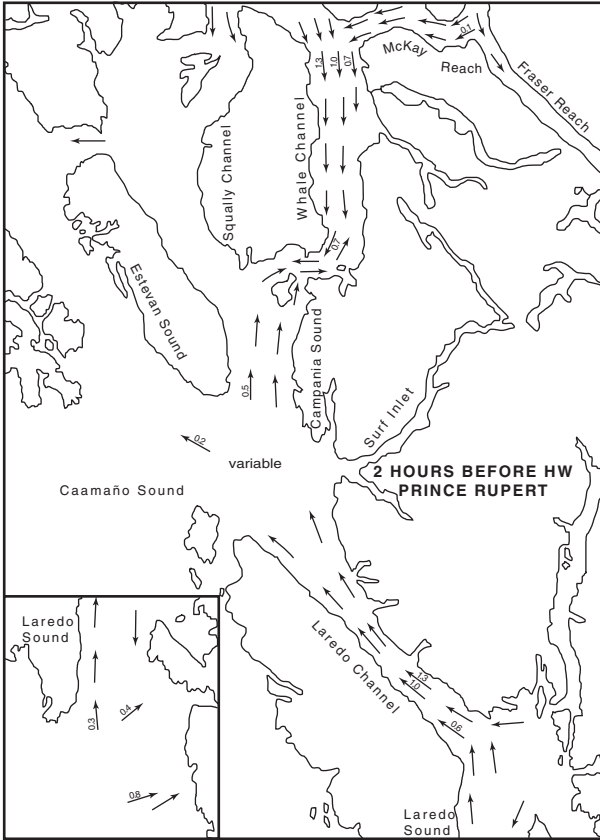 0.1
McKay
Reach
Fraser Reach
1.3
1.0
0.7
Whale Channel
Squally Channel
0.7
Estevan Sound
Campania Sound
0.5
Surf Inlet
0.2
variable
2 HOURS BEFORE HW
PRINCE RUPERT
Caamaño Sound
Laredo
Sound
Laredo Channel
1.3
1.0
0.6
0.3
0.4
0.8
Laredo
Sound